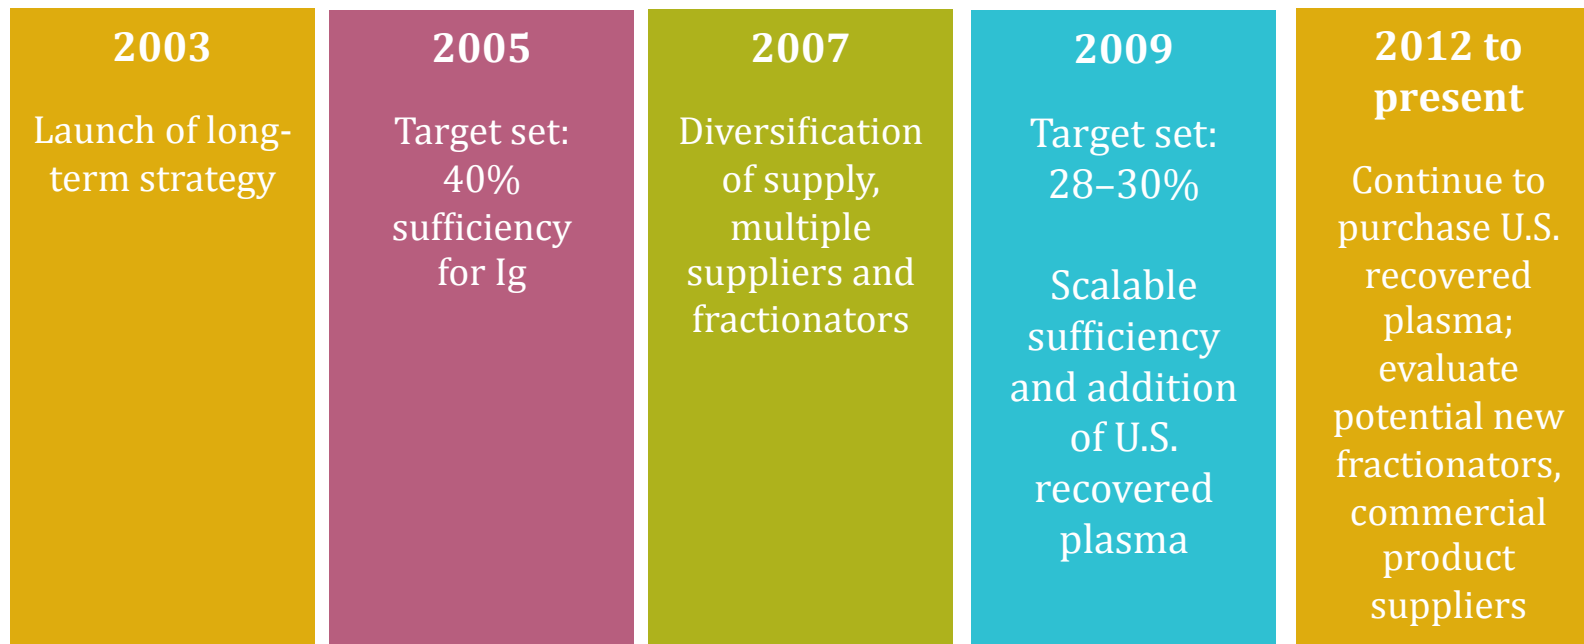 2003
Launch of long-
term strategy
2005
Target set:
40%
sufficiency
for Ig
2007
Diversification
of supply,
multiple
suppliers and
fractionators
2009
Target set:
28–30%
Scalable
sufficiency
and addition
of U.S.
recovered
plasma
2012 to
present
Continue to
purchase U.S.
recovered
plasma;
evaluate
potential new
fractionators,
commercial
product
suppliers